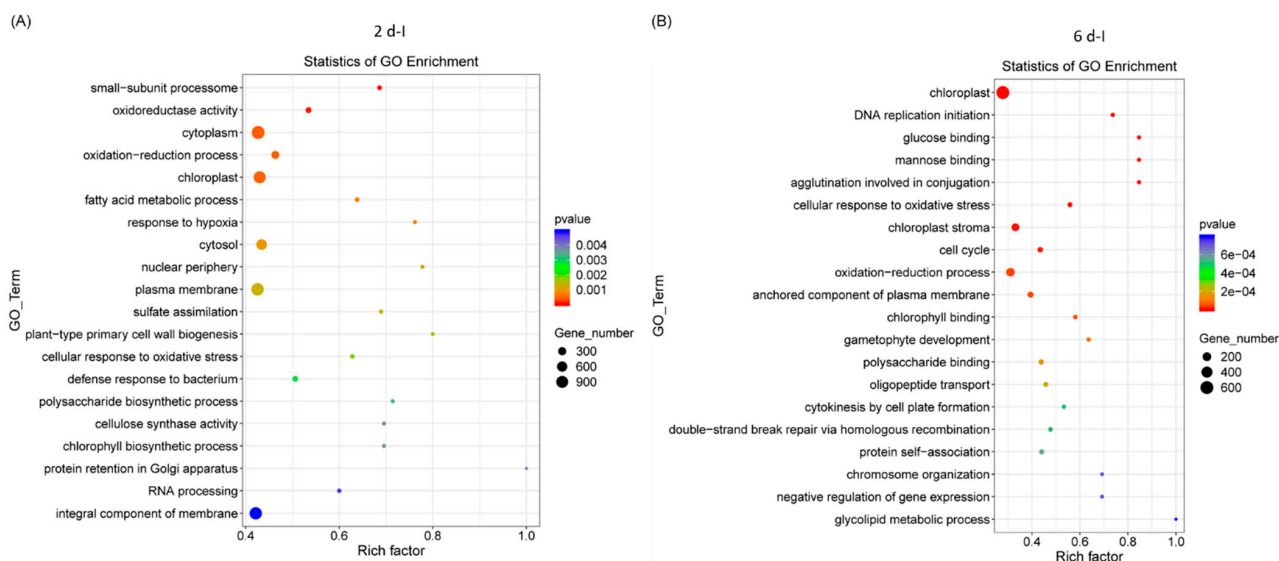 (A)
2 d-I
Statistics of GO Enrichment
GO_Term
small-subunit processome
oxidoreductase activity
cytoplasm
oxidation-reduction process
chloroplast
fatty acid metabolic process
response to hypoxia
cytosol
nuclear periphery
plasma membrane
sulfate assimilation
plant-type primary cell wall biogenesis
cellular response to oxidative stress
defense response to bacterium
polysaccharide biosynthetic process
cellulose synthase activity
chlorophyll biosynthetic process
protein retention in Golgi apparatus
RNA processing
integral component of membrane
0.4 0.6 0.8 1.0
Rich factor
pvalue
0.004
0.003
0.002
0.001
Gene_number
300
600
900
(B)
6 d-I
Statistics of GO Enrichment
GO_Term
chloroplast
DNA replication initiation
glucose binding
mannose binding
agglutination involved in conjugation
cellular response to oxidative stress
chloroplast stroma
cell cycle
oxidation-reduction process
anchored component of plasma membrane
chlorophyll binding
gametophyte development
polysaccharide binding
oligopeptide transport
cytokinesis by cell plate formation
double-strand break repair via homologous recombination
protein self-association
chromosome organization
negative regulation of gene expression
glycolipid metabolic process
0.4 0.6 0.8 1.0
Rich factor
pvalue
6e-04
4e-04
2e-04
Gene_number
200
400
600